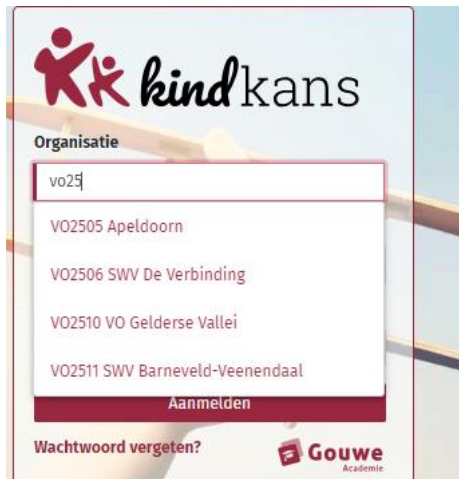 kindkans
Organisatie
vo25
VO2505 Apeldoorn
VO2506 SWV De Verbinding
VO2510 VO Gelderse Vallei
VO2511 SWV Barneveld-Veenendaal
Aanmelden
Wachtwoord vergeten?
Gouwe
Academie